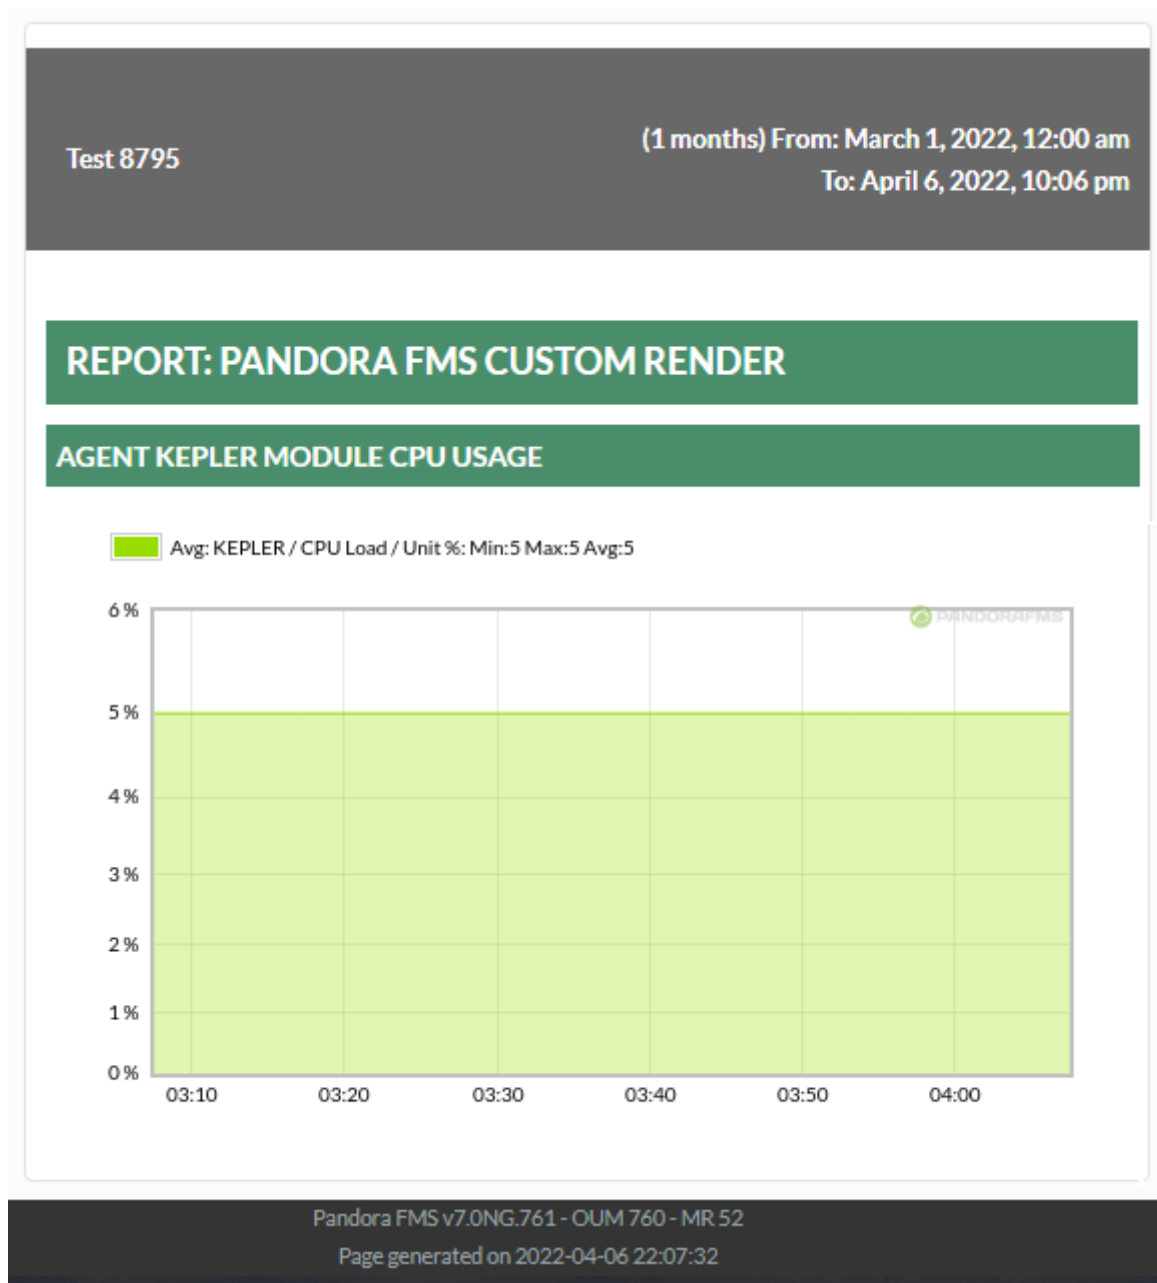 Test 8795
(1 months) From: March 1, 2022, 12:00 am
To: April 6, 2022, 10:06 pm
REPORT: PANDORA FMS CUSTOM RENDER
AGENT KEPLER MODULE CPU USAGE
Avg: KEPLER / CPU Load / Unit %: Min:5 Max:5 Avg:5
PANDORAFMS
6 %
5 %
4 %
3 %
2 %
1 %
0 %
03:10 03:20 03:30 03:40 03:50 04:00
Pandora FMS v7.0NG.761 - OUM 760 - MR 52
Page generated on 2022-04-06 22:07:32